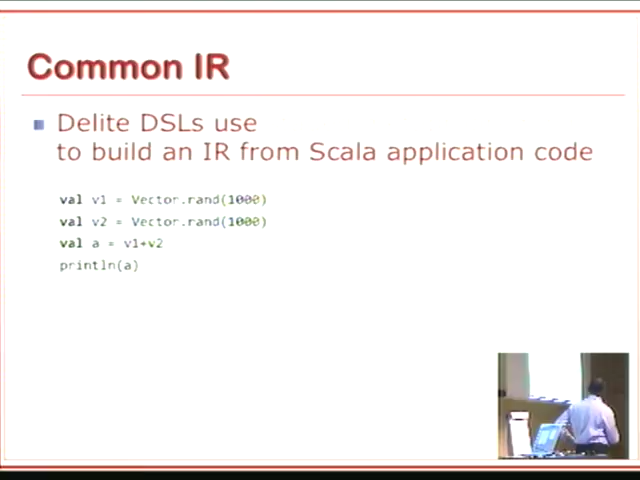 Common IR
Delite DSLs use
to build an IR from Scala application code
val v1 = Vector.rand(1000)
val v2 = Vector.rand(1000)
val a = v1+v2
println(a)